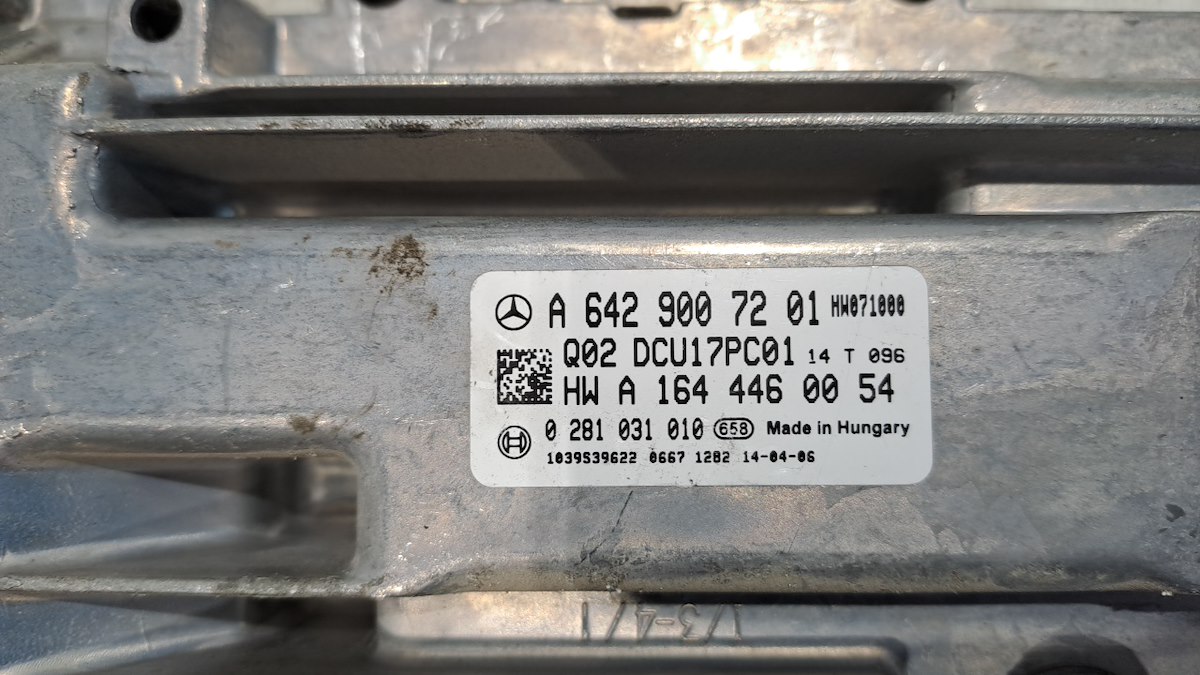 A 642 900 72 01 HW071000
Q02 DCU17PC01 14 T 096
HW A 164 446 00 54
0 281 031 010 658 Made in Hungary
1039S39622 0667 1282 14-04-06